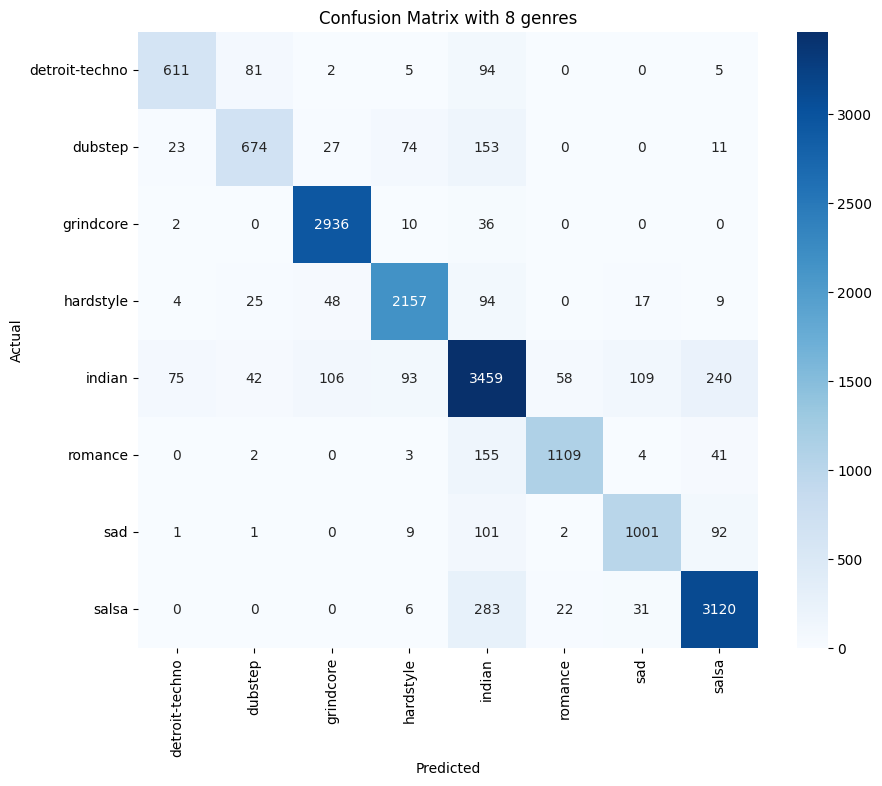 Confusion Matrix with 8 genres
Actual
detroit-techno 611 81 2 5 94 0 0 5
dubstep 23 674 27 74 153 0 0 11
grindcore 2 0 2936 10 36 0 0 0
hardstyle 4 25 48 2157 94 0 17 9
indian 75 42 106 93 3459 58 109 240
romance 0 2 0 3 155 1109 4 41
sad 1 1 0 9 101 2 1001 92
salsa 0 0 0 6 283 22 31 3120
detroit-techno dubstep grindcore hardstyle indian romance sad salsa
Predicted
3000
2500
2000
1500
1000
500
0